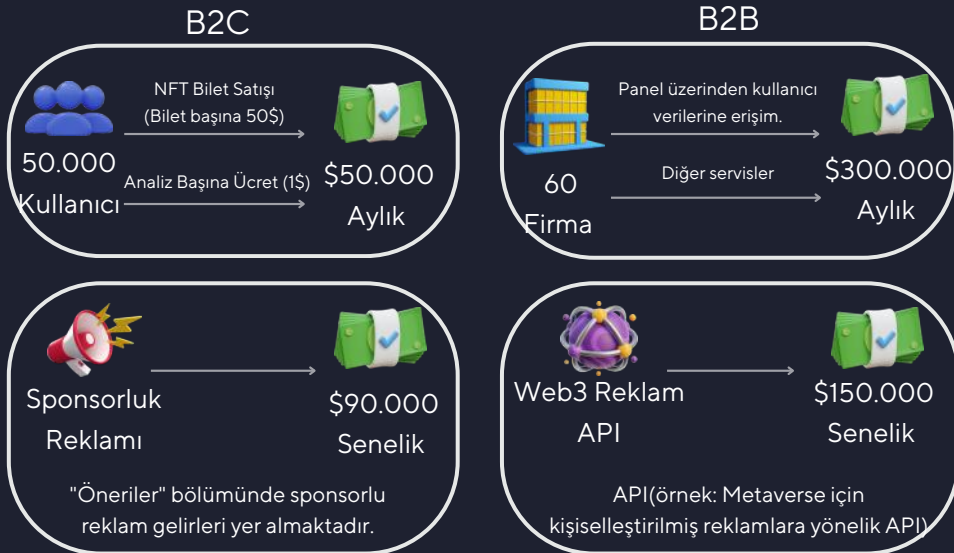 B2C
NFT Bilet Satışı
(Bilet başına 50$)
50.000
Kullanıcı
Analiz Başına Ücret (1$)
$50.000
Aylık
B2B
Panel üzerinden kullanıcı
verilerine erişim.
60
Firma
Diğer servisler
$300.000
Aylık
Sponsorluk
Reklamı
$90.000
Senelik
"Öneriler" bölümünde sponsorlu
reklam gelirleri yer almaktadır.
Web3 Reklam
API
$150.000
Senelik
API(örnek: Metaverse için
kişiselleştirilmiş reklamlara yönelik API)